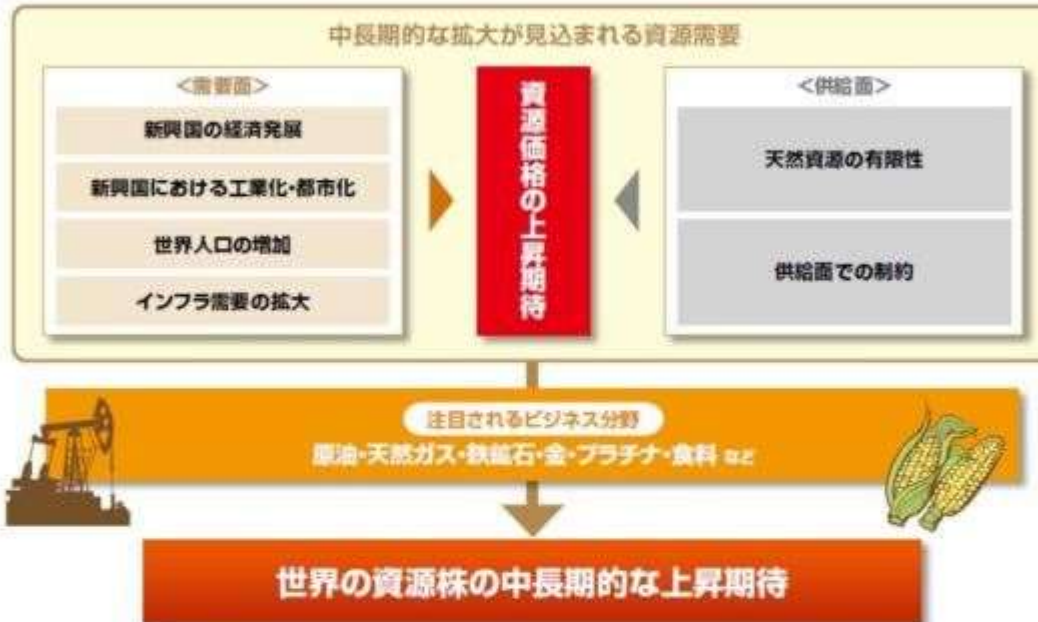 中長期的な拡大が見込まれる資源需要
＜需要面＞
新興国の経済発展
新興国における工業化・都市化
世界人口の増加
インフラ需要の拡大
資源価格の上昇期待
＜供給面＞
天然資源の有限性
供給面での制約
注目されるビジネス分野
原油・天然ガス・鉄鉱石・金・プラチナ・食料 など
世界の資源株の中長期的な上昇期待